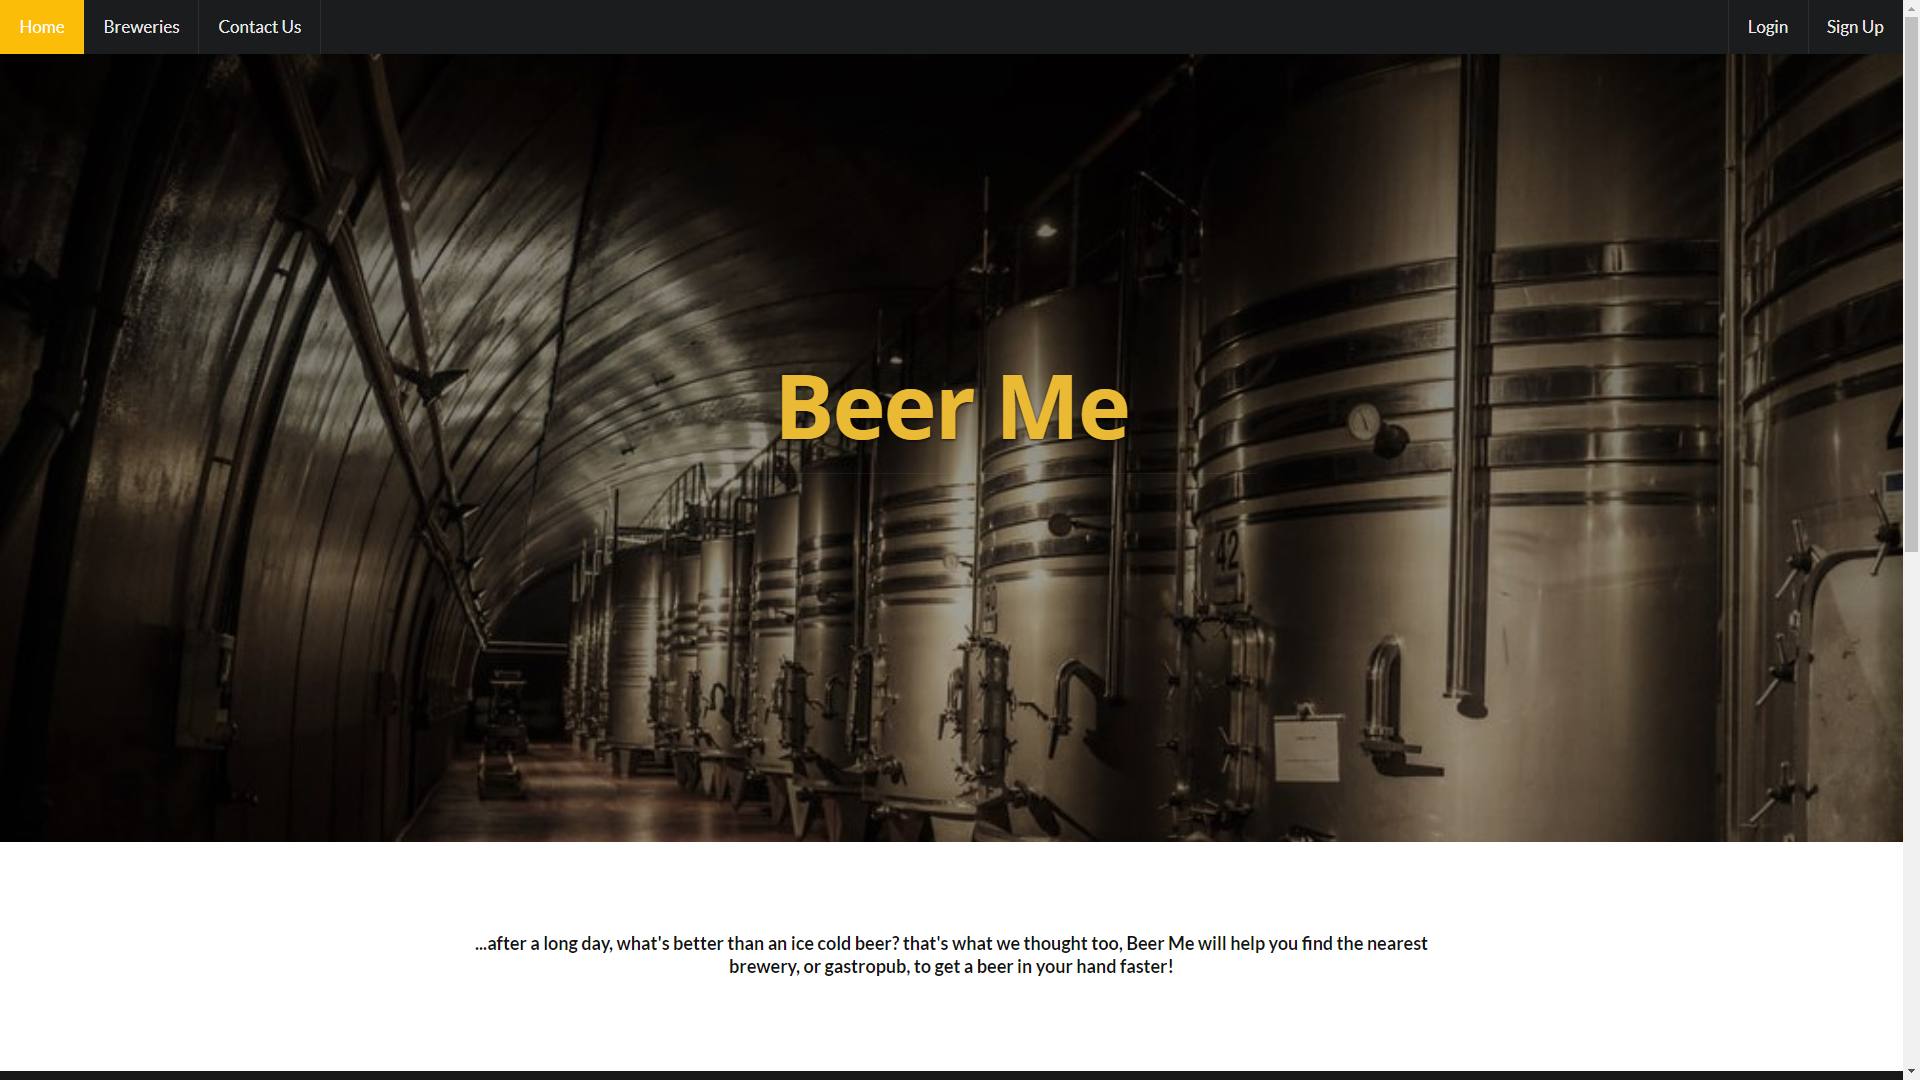 Home
Breweries
Contact Us
Login
Sign Up
Beer Me
42
...after a long day, what's better than an ice cold beer? that's what we thought too, Beer Me will help you find the nearest
brewery, or gastropub, to get a beer in your hand faster!